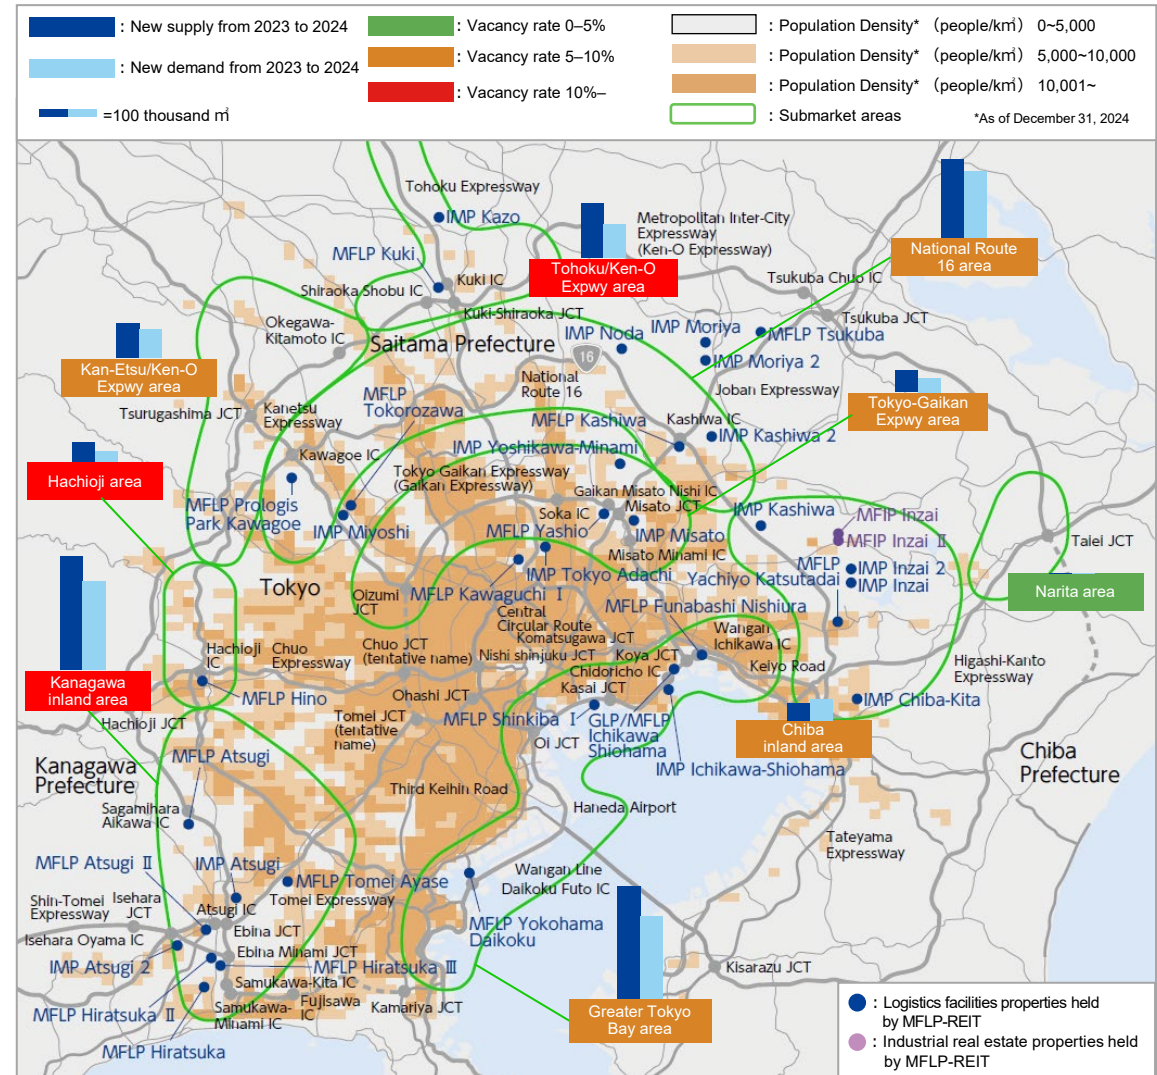 : New supply from 2023 to 2024
: New demand from 2023 to 2024
=100 thousand ㎡
: Vacancy rate 0–5%
: Vacancy rate 5–10%
: Vacancy rate 10%–
: Population Density* （people/k㎡） 0~5,000
: Population Density* （people/k㎡） 5,000~10,000
: Population Density* （people/k㎡） 10,001~
: Submarket areas
*As of December 31, 2024
Tohoku Expressway
IMP Kazo
Metropolitan Inter-City
Expressway
(Ken-O Expressway)
National Route
16 area
MFLP Kuki
Kuki IC
Tohoku/Ken-O
Expwy area
Shiraoka Shobu IC
Kuki-Shiraoka JCT
Tsukuba Chuo IC
Tsukuba JCT
Okegawa-
Kitamoto IC
Saitama Prefecture
IMP Noda
IMP Moriya
MFLP Tsukuba
16
IMP Moriya 2
Kan-Etsu/Ken-O
Expwy area
National
Route 16
Joban Expressway
Tokyo-Gaikan
Expwy area
Tsurugashima JCT
Kanetsu
Expressway
MFLP
Tokorozawa
MFLP Kashiwa
Kashiwa IC
IMP Kashiwa 2
IMP Yoshikawa-Minami
Kawagoe IC
Hachioji area
Tokyo Gaikan Expressway
(Gaikan Expressway)
Gaikan Misato Nishi IC
Misato JCT
MFLP Prologis
Park Kawagoe
IMP Miyoshi
Soka IC
MFLP Yashio
IMP Misato
IMP Kashiwa
MFIP Inzai
MFIP Inzai Ⅱ
Talei JCT
Misato Minami IC
Tokyo
Oizumi
JCT
IMP Tokyo Adachi
MFLP Kawaguchi Ⅰ
MFLP
Yachiyo Katsutadai
IMP Inzai 2
IMP Inzai
Narita area
MFLP Funabashi Nishiura
Central
Circular Route
Komatsugawa JCT
Wangan
Ichikawa IC
Hachioji
IC
Chuo
Expressway
Chuo JCT
(tentative name)
Nishi shinjuku JCT
Koya JCT
Chidoricho IC
Kasai JCT
Keiyo Road
Higashi-Kanto
Expressway
Kanagawa
inland area
MFLP Hino
Ohashi JCT
IMP Chiba-Kita
Hachioji JCT
Tomei JCT
(tentative
name)
MFLP Shinkiba Ⅰ
GLP/MFLP
Ichikawa
Shiohama
Oi JCT
Chiba
inland area
Kanagawa
Prefecture
MFLP Atsugi
IMP Ichikawa-Shiohama
Chiba
Prefecture
Third Keihin Road
Sagamihara
Aikawa IC
Haneda Airport
Tateyama
Expressway
MFLP Atsugi Ⅱ
IMP Atsugi
MFLP Tomei Ayase
Wangan Line
Daikoku Futo IC
Shin-Tomei
Expressway
Isehara
JCT
Atsugi IC
Tomei Expressway
MFLP Yokohama
Daikoku
Isehara Oyama IC
Ebina JCT
Ebina Minami JCT
IMP Atsugi 2
MFLP Hiratsuka Ⅲ
Kisarazu JCT
Samukawa-Kita IC
MFLP Hiratsuka Ⅱ
Samukawa-
Minami IC
Fujisawa
IC
Kamariya JCT
Greater Tokyo
Bay area
MFLP Hiratsuka
: Logistics facilities properties held
by MFLP-REIT
: Industrial real estate properties held
by MFLP-REIT